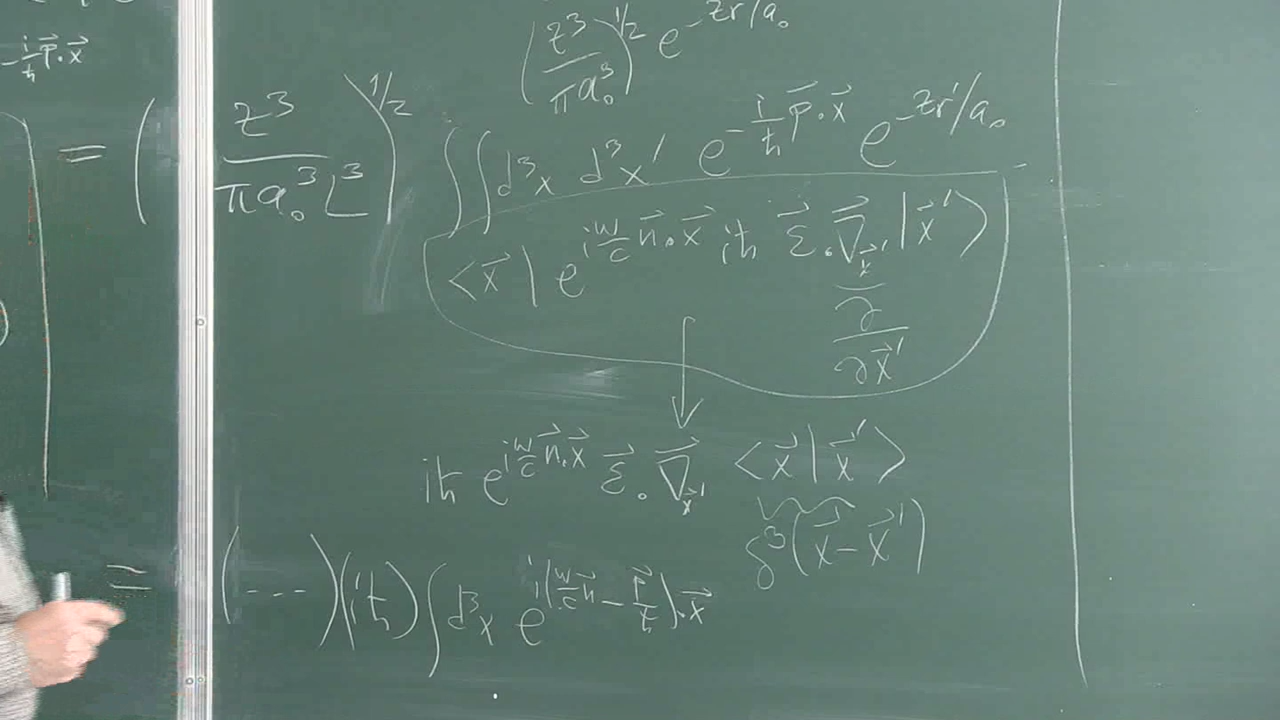 -i/ħ p⃗·x⃗
(Z³/πa₀³)^{1/2} e^{-Zr/a₀}
= (Z³/πa₀³L³)^{1/2} ∫∫ d³x d³x' e^{-i/ħ p⃗·x⃗} e^{-Zr'/a₀}
<x⃗| e^{i w/c n⃗·x⃗} iħ ε⃗·∇⃗_{x⃗'} |x⃗'>
∂/∂x⃗'
iħ e^{i w/c n⃗·x⃗} ε⃗·∇⃗_{x⃗'} <x⃗|x⃗'>
δ³(x⃗-x⃗')
= (---)(iħ) ∫ d³x e^{i(w/c n⃗ - p⃗/ħ)·x⃗}